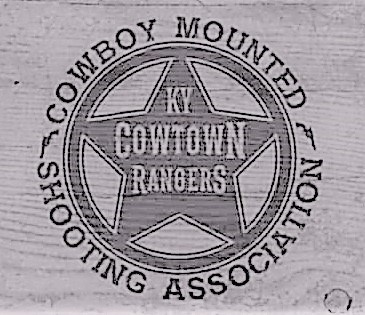 COWBOY MOUNTED
KY
COWTOWN
RANGERS
SHOOTING ASSOCIATION